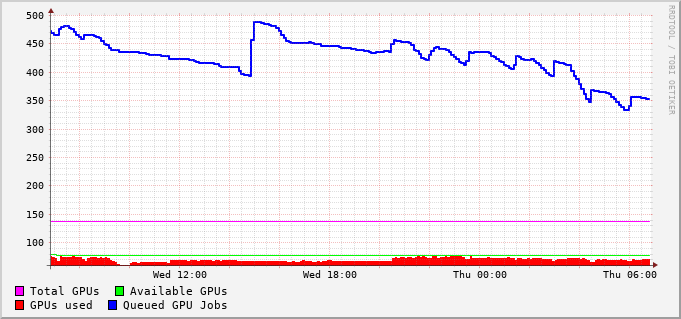 500
450
400
350
300
250
200
150
100
Wed 12:00 Wed 18:00 Thu 00:00 Thu 06:00
Total GPUs Available GPUs
GPUs used Queued GPU Jobs
RRDTOOL / TOBI OETIKER